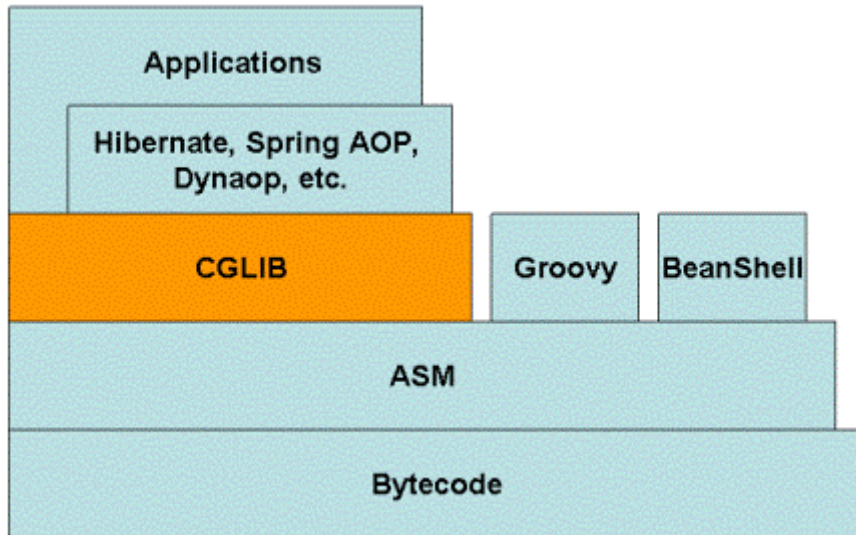 Applications
Hibernate, Spring AOP,
Dynaop, etc.
CGLIB
Groovy
BeanShell
ASM
Bytecode